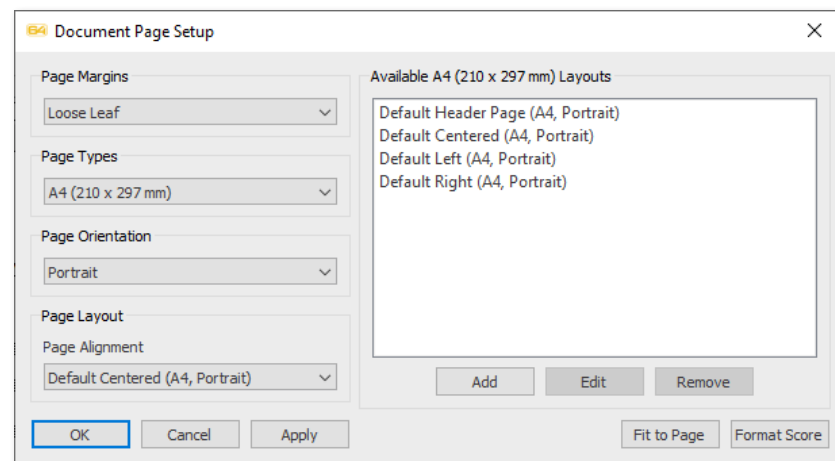 64 Document Page Setup
Page Margins
Loose Leaf
Page Types
A4 (210 x 297 mm)
Page Orientation
Portrait
Page Layout
Page Alignment
Default Centered (A4, Portrait)
Available A4 (210 x 297 mm) Layouts
Default Header Page (A4, Portrait)
Default Centered (A4, Portrait)
Default Left (A4, Portrait)
Default Right (A4, Portrait)
Add Edit Remove
OK Cancel Apply Fit to Page Format Score